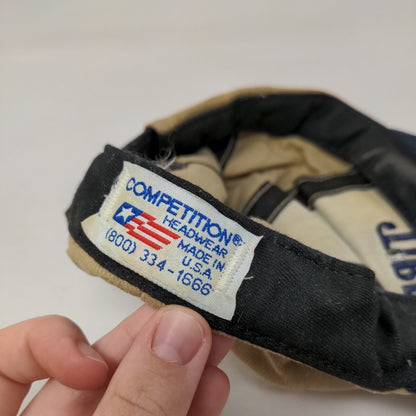 COMPETITION®
HEADWEAR
MADE IN
U.S.A.
(800) 334-1666